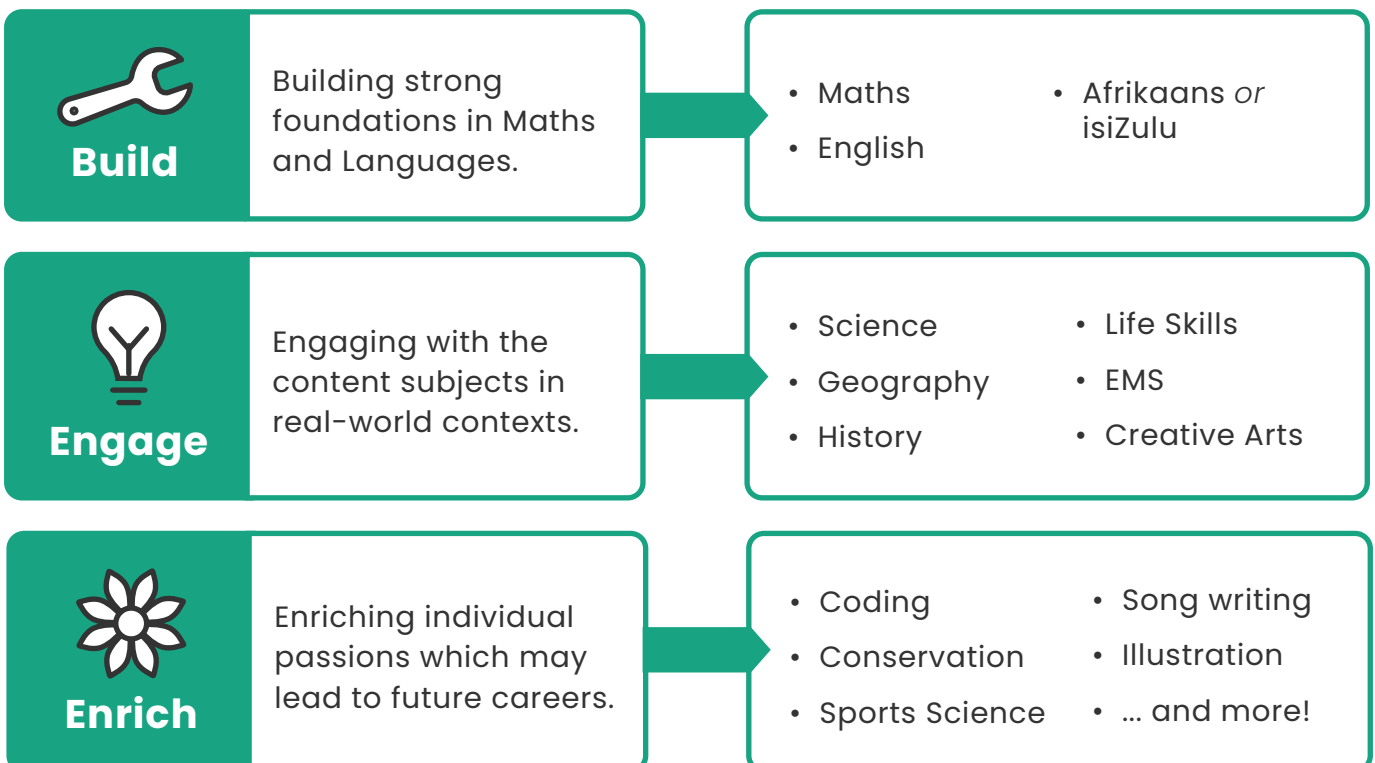 Build
Building strong
foundations in Maths
and Languages.
• Maths
• English
• Afrikaans or
isiZulu
Engage
Engaging with the
content subjects in
real-world contexts.
• Science
• Geography
• History
• Life Skills
• EMS
• Creative Arts
Enrich
Enriching individual
passions which may
lead to future careers.
• Coding
• Conservation
• Sports Science
• Song writing
• Illustration
• ... and more!